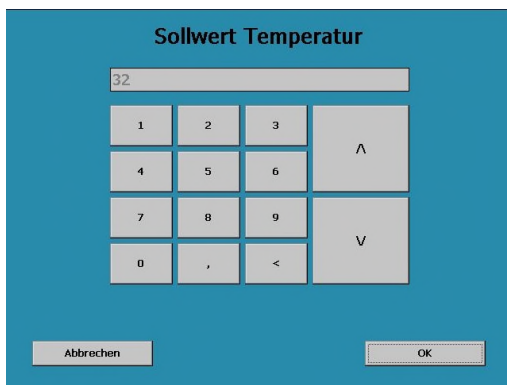 Sollwert Temperatur
32
1 2 3
Λ
4 5 6
7 8 9
V
0 , <
Abbrechen OK